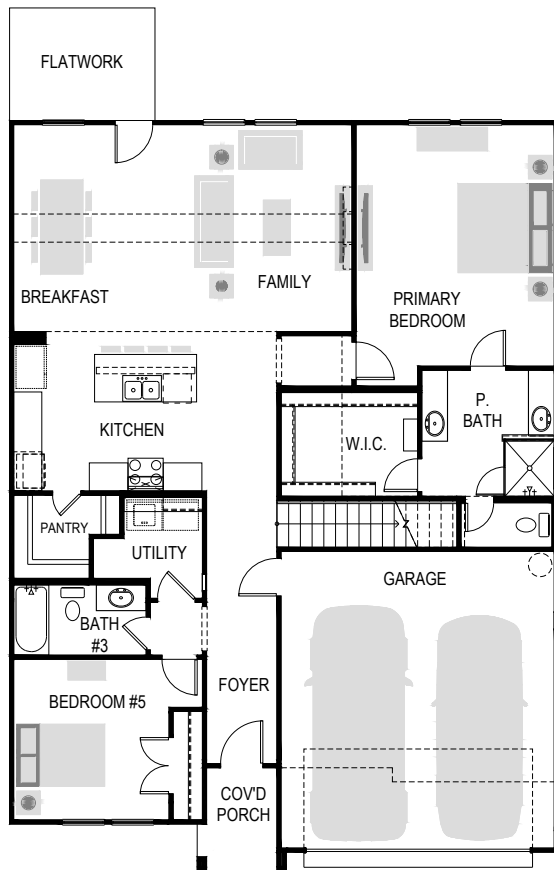 FLATWORK
BREAKFAST
FAMILY
PRIMARY
BEDROOM
KITCHEN
P.
BATH
W.I.C.
PANTRY
UTILITY
GARAGE
BATH
#3
FOYER
BEDROOM #5
COV'D
PORCH